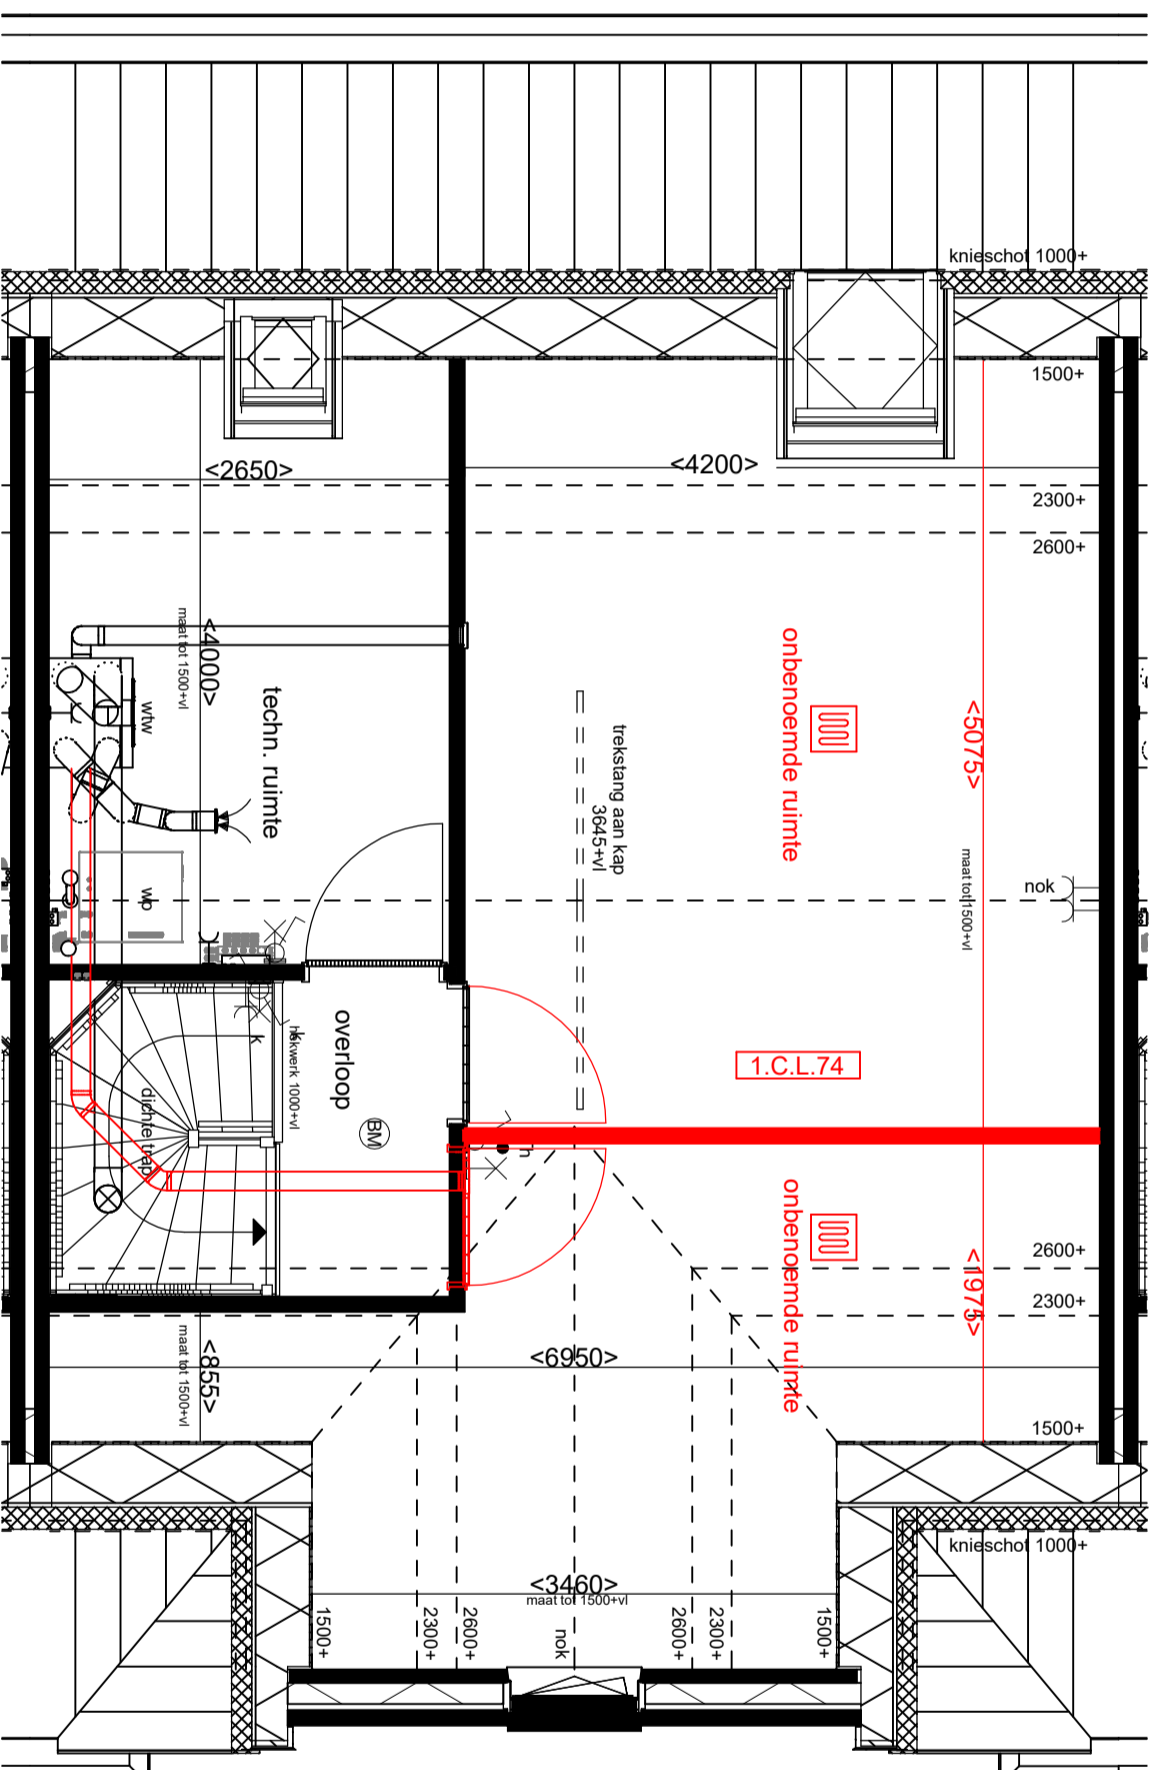 knieschot 1000+
1500+
<2650>
<4200>
2300+
2600+
<4000>
maat tot 1500+vl
techn. ruimte
wtw
wp
trekstang aan kap
3645+vl
onbenoemde ruimte
<5075>
maat tot 1500+vl
nok
overloop
hekwerk 1000+vl
k
k
dichte trap
BM
1.C.L.74
h
onbenoemde ruimte
<1975>
2600+
2300+
<855>
maat tot 1500+vl
<6950>
1500+
knieschot 1000+
<3460>
maat tot 1500+vl
1500+
2300+
2600+
nok
2600+
2300+
1500+